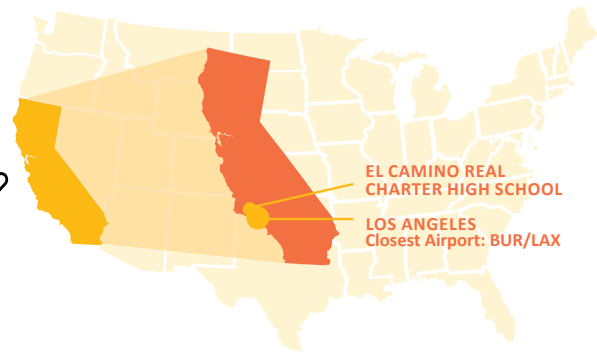 EL CAMINO REAL
CHARTER HIGH SCHOOL
LOS ANGELES
Closest Airport: BUR/LAX